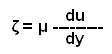 ζ = μ du/dy